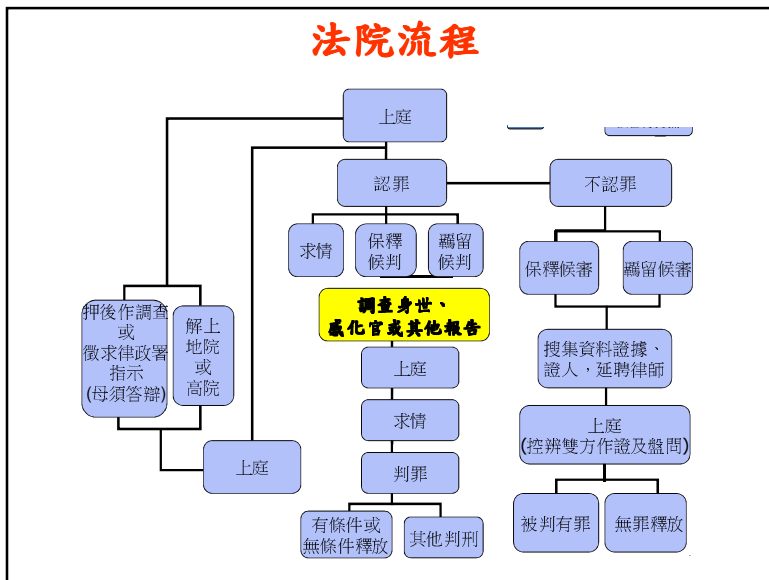 法院流程
上庭
認罪
不認罪
求情
保釋
候判
羈留
候判
保釋候審
羈留候審
押後作調查
或
徵求律政署
指示
(母須答辯)
解上
地院
或
高院
調查身世、
感化官或其他報告
搜集資料證據、
證人，延聘律師
上庭
求情
上庭
(控辨雙方作證及盤問)
上庭
判罪
有條件或
無條件釋放
其他判刑
被判有罪
無罪釋放